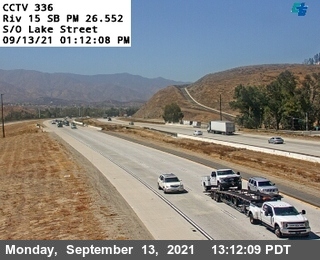 CCTV 336
Riv 15 SB PM 26.552
S/O Lake Street
09/13/21 01:12:08 PM
Monday, September 13, 2021 13:12:09 PDT